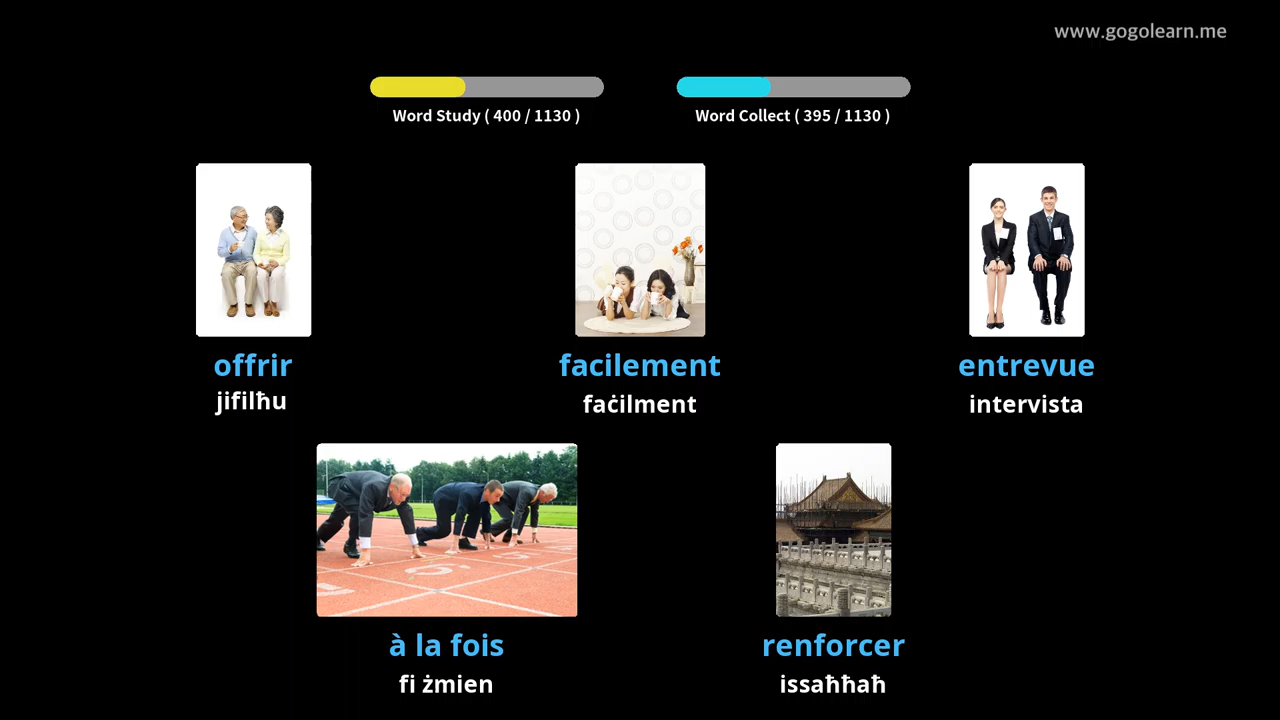 www.gogolearn.me
Word Study ( 400 / 1130 )
Word Collect ( 395 / 1130 )
offrir
jifilħu
facilement
faċilment
entrevue
intervista
à la fois
fi żmien
renforcer
issaħħaħ